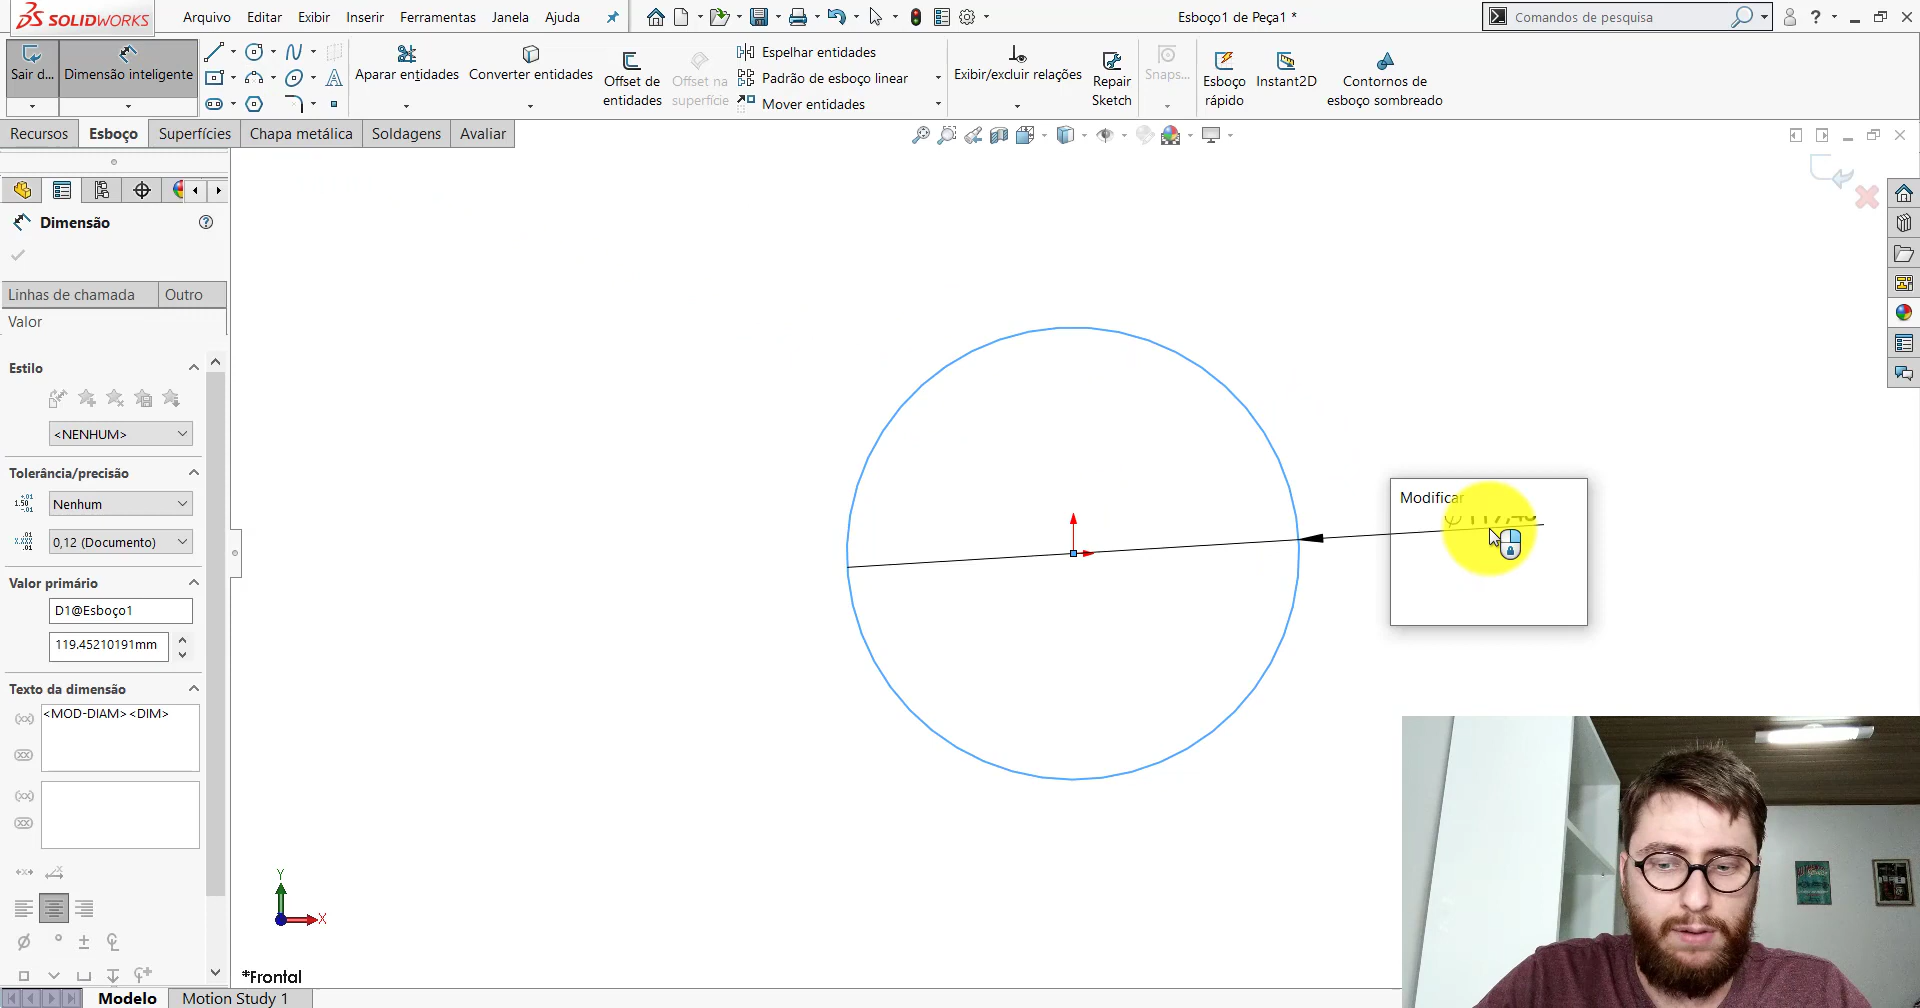 SOLIDWORKS
Arquivo Editar Exibir Inserir Ferramentas Janela Ajuda
Esboço1 de Peça1 *
Comandos de pesquisa
Sair d...
Dimensão inteligente
Aparar entidades
Converter entidades
Offset de entidades
Offset na superfície
Espelhar entidades
Padrão de esboço linear
Mover entidades
Exibir/excluir relações
Repair Sketch
Snaps...
Esboço rápido
Instant2D
Contornos de esboço sombreado
Recursos Esboço Superfícies Chapa metálica Soldagens Avaliar
Dimensão
Linhas de chamada Outro
Valor
Estilo
<NENHUM>
Tolerância/precisão
Nenhum
0,12 (Documento)
Valor primário
D1@Esboço1
119.45210191mm
Texto da dimensão
<MOD-DIAM><DIM>
Modificar
Y
X
*Frontal
Modelo Motion Study 1